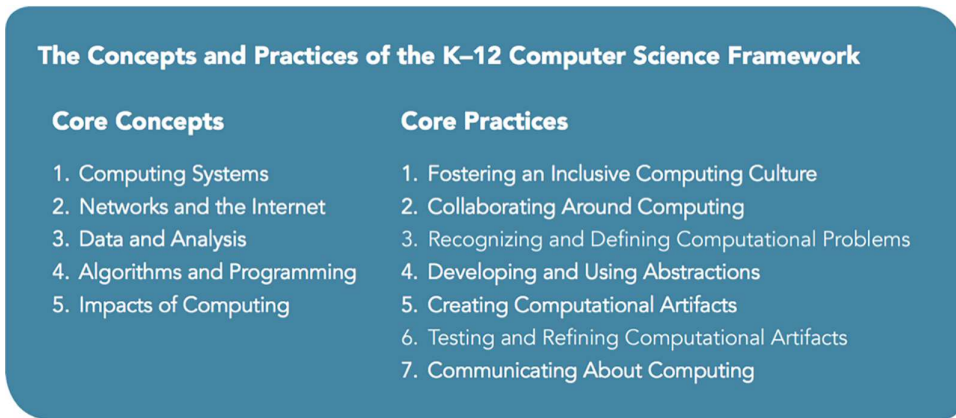 The Concepts and Practices of the K–12 Computer Science Framework
Core Concepts
1. Computing Systems
2. Networks and the Internet
3. Data and Analysis
4. Algorithms and Programming
5. Impacts of Computing
Core Practices
1. Fostering an Inclusive Computing Culture
2. Collaborating Around Computing
3. Recognizing and Defining Computational Problems
4. Developing and Using Abstractions
5. Creating Computational Artifacts
6. Testing and Refining Computational Artifacts
7. Communicating About Computing